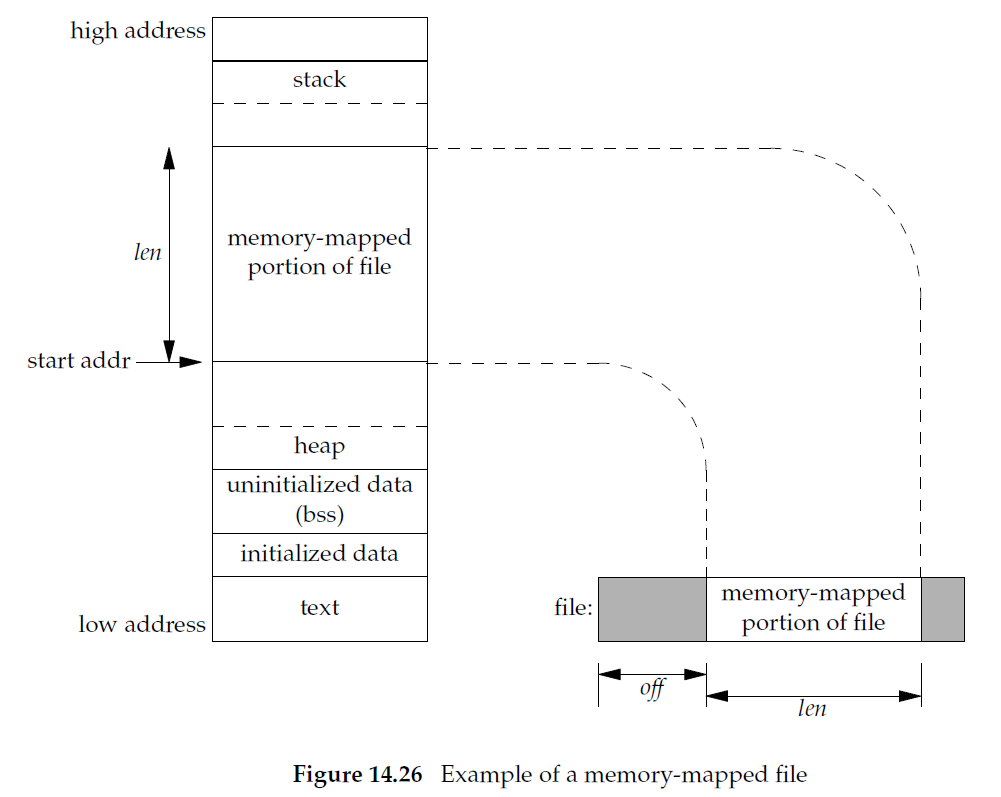 high address
stack
len
memory-mapped
portion of file
start addr
heap
uninitialized data
(bss)
initialized data
text
low address
file:
memory-mapped
portion of file
off
len
Figure 14.26 Example of a memory-mapped file